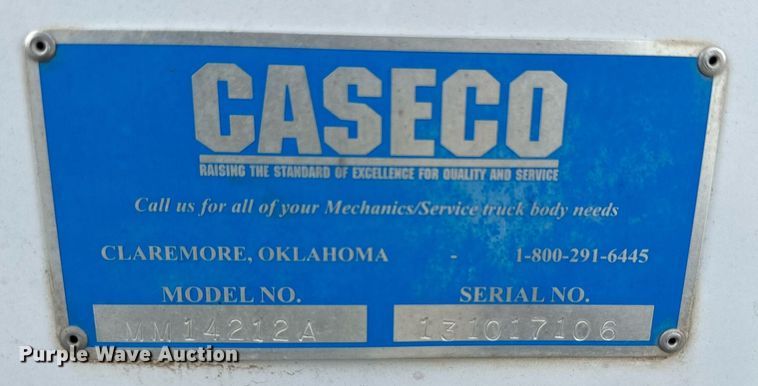 CASECO
RAISING THE STANDARD OF EXCELLENCE FOR QUALITY AND SERVICE
Call us for all of your Mechanics/Service truck body needs
CLAREMORE, OKLAHOMA - 1-800-291-6445
MODEL NO. SERIAL NO.
MM14212A 131017106
Purple Wave Auction